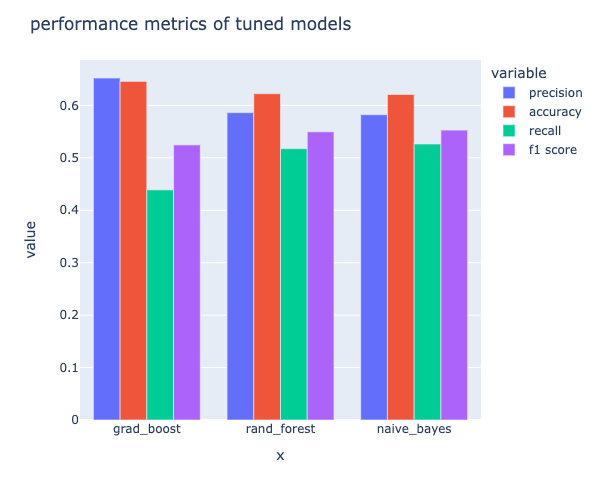 performance metrics of tuned models
variable
precision
accuracy
recall
f1 score
value
0.6
0.5
0.4
0.3
0.2
0.1
0
grad_boost
rand_forest
naive_bayes
x